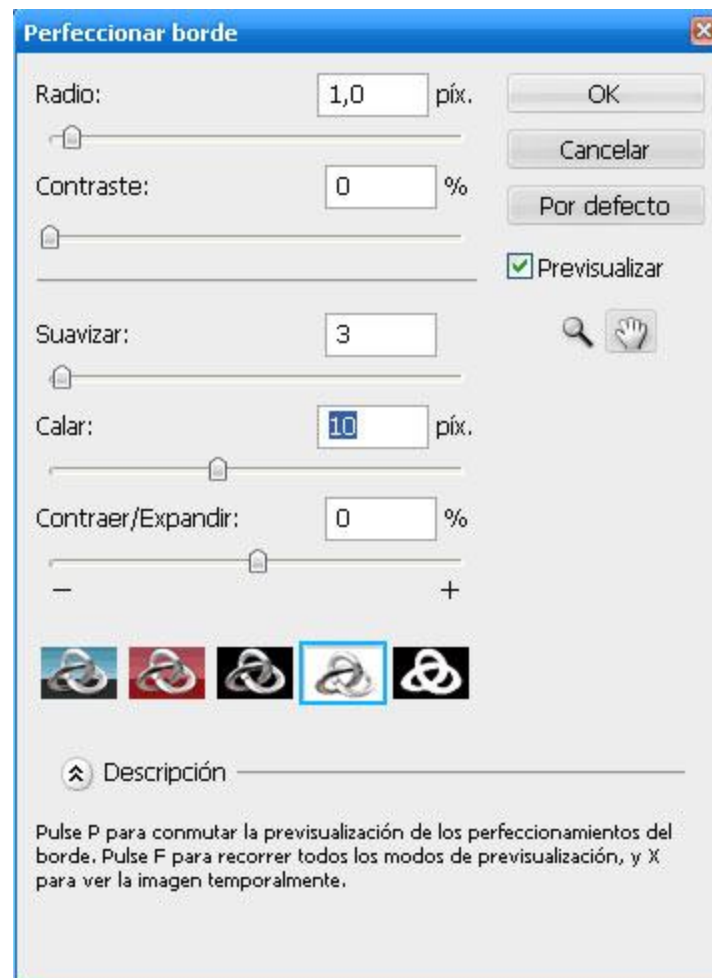 Perfeccionar borde
Radio: 1,0 píx. OK
Cancelar
Contraste: 0 %
Por defecto
Previsualizar
Suavizar: 3
Calar: 10 píx.
Contraer/Expandir: 0 %
− +
Descripción
Pulse P para conmutar la previsualización de los perfeccionamientos del
borde. Pulse F para recorrer todos los modos de previsualización, y X
para ver la imagen temporalmente.